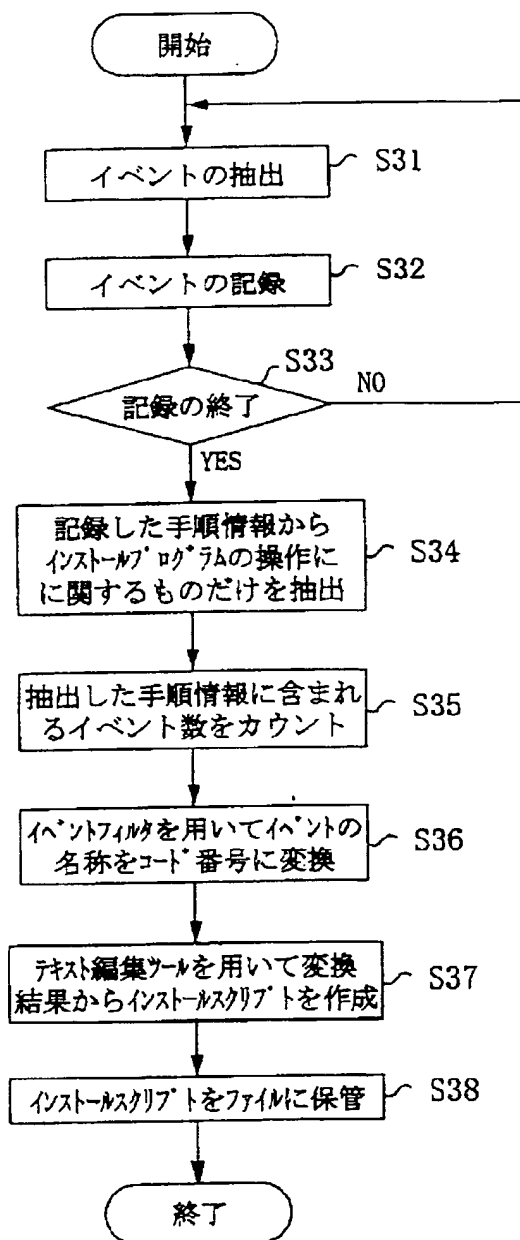 開始
イベントの抽出
S31
イベントの記録
S32
S33
記録の終了
NO
YES
記録した手順情報から
インストールプログラムの操作に
に関するものだけを抽出
S34
抽出した手順情報に含まれ
るイベント数をカウント
S35
イベントフィルタを用いてイベントの
名称をコード番号に変換
S36
テキスト編集ツールを用いて変換
結果からインストールスクリプトを作成
S37
インストールスクリプトをファイルに保管
S38
終了